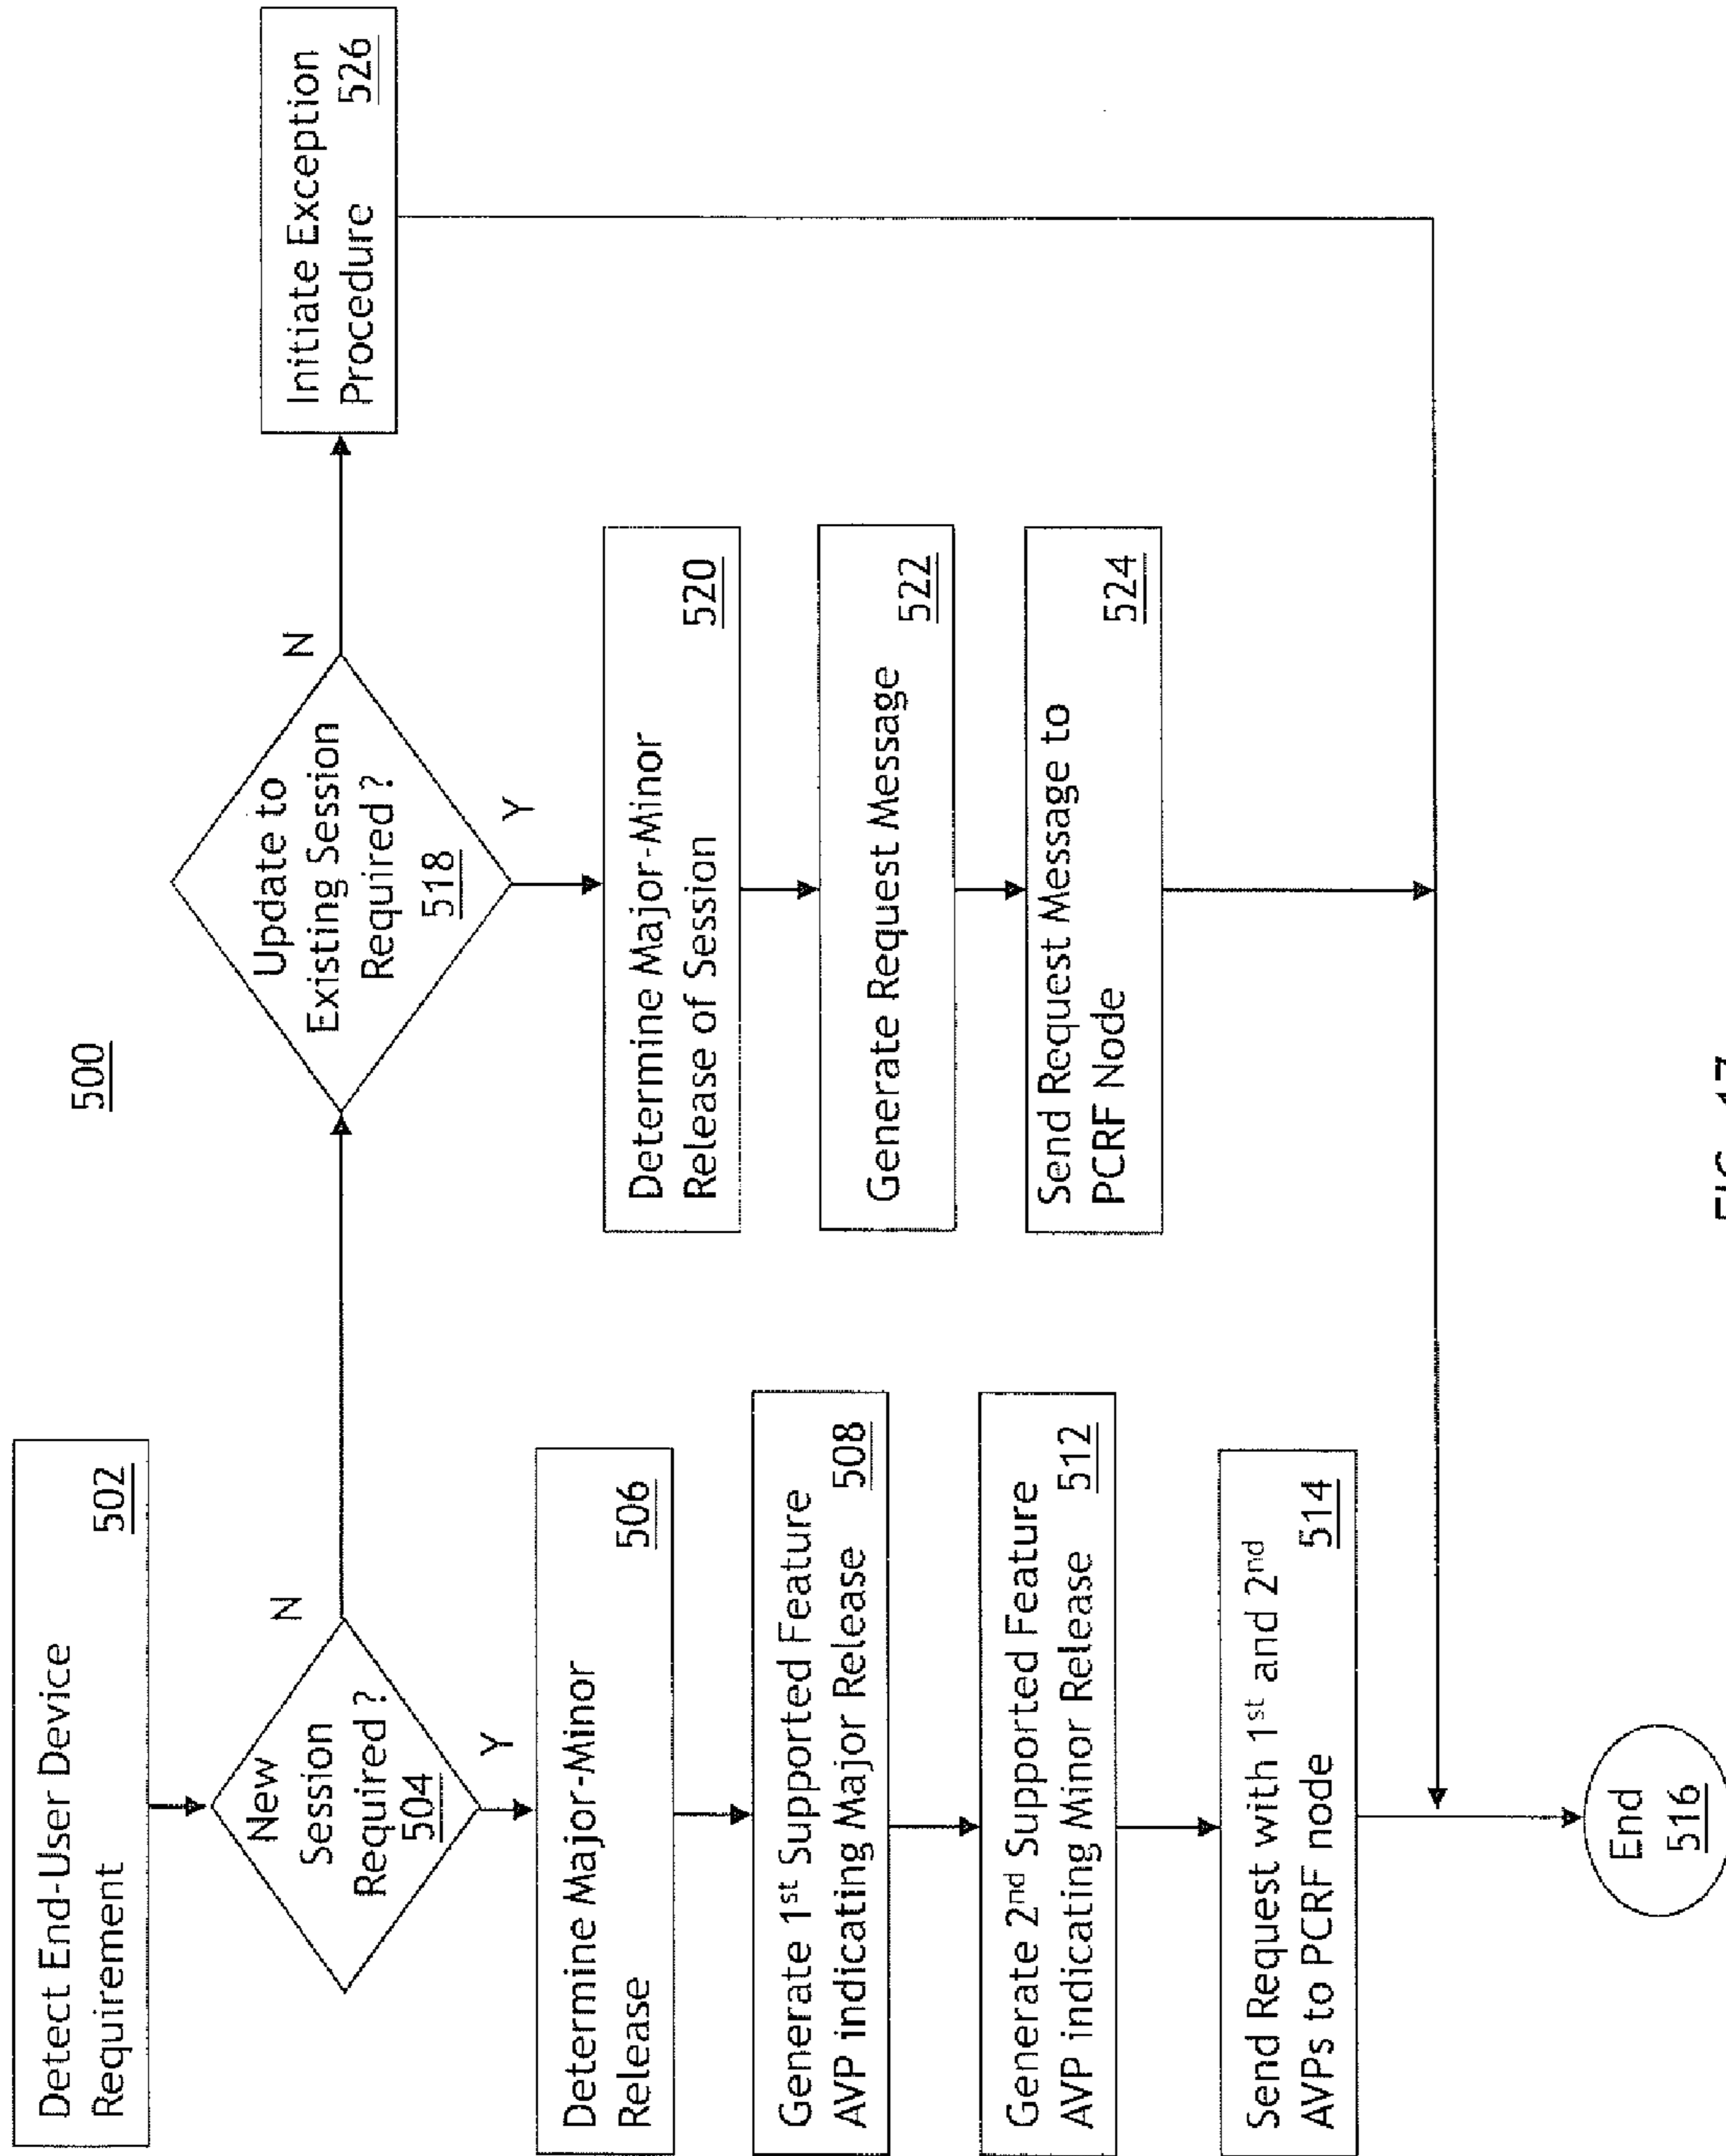 500
Detect End-User Device
Requirement 502
New
Session
Required ?
504
N
Y
Determine Major-Minor
Release 506
Generate 1st Supported Feature
AVP indicating Major Release 508
Generate 2nd Supported Feature
AVP indicating Minor Release 512
Send Request with 1st and 2nd
AVPs to PCRF node 514
End
516
Update to
Existing Session
Required ?
518
N
Y
Determine Major-Minor
Release of Session 520
Generate Request Message 522
Send Request Message to
PCRF Node 524
Initiate Exception
Procedure 526